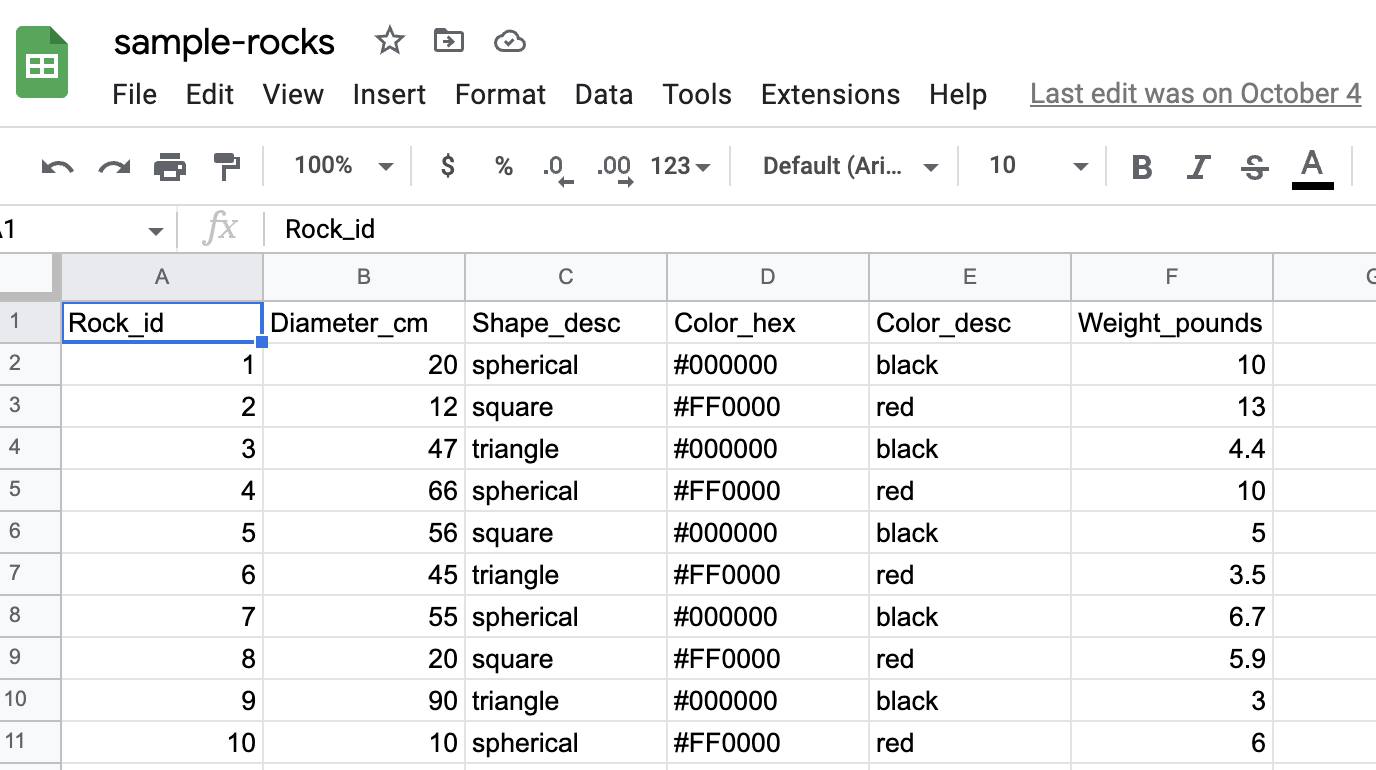 sample-rocks
File Edit View Insert Format Data Tools Extensions Help Last edit was on October 4
100% $ % .0 .00 123 Default (Ari... 10 B I S A
1 fx Rock_id
A B C D E F
1 Rock_id Diameter_cm Shape_desc Color_hex Color_desc Weight_pounds
2 1 20 spherical #000000 black 10
3 2 12 square #FF0000 red 13
4 3 47 triangle #000000 black 4.4
5 4 66 spherical #FF0000 red 10
6 5 56 square #000000 black 5
7 6 45 triangle #FF0000 red 3.5
8 7 55 spherical #000000 black 6.7
9 8 20 square #FF0000 red 5.9
10 9 90 triangle #000000 black 3
11 10 10 spherical #FF0000 red 6